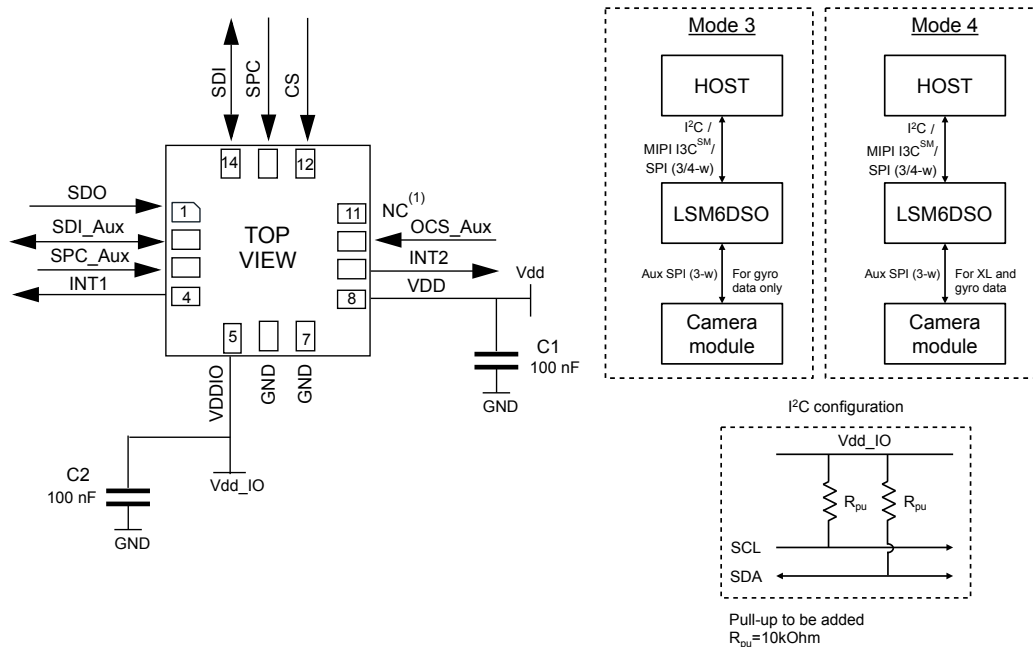 SDI
SPC
CS
14
12
SDO
1
SDI_Aux
SPC_Aux
INT1
4
TOP
VIEW
11
NC(1)
OCS_Aux
INT2
VDD
8
Vdd
5
7
VDDIO
GND
GND
C1
100 nF
GND
C2
100 nF
GND
Vdd_IO
Mode 3
HOST
I²C /
MIPI I3C^SM/
SPI (3/4-w)
LSM6DSO
Aux SPI (3-w)
For gyro
data only
Camera
module
Mode 4
HOST
I²C /
MIPI I3C^SM/
SPI (3/4-w)
LSM6DSO
Aux SPI (3-w)
For XL and
gyro data
Camera
module
I²C configuration
Vdd_IO
Rpu
Rpu
SCL
SDA
Pull-up to be added
Rpu=10kOhm